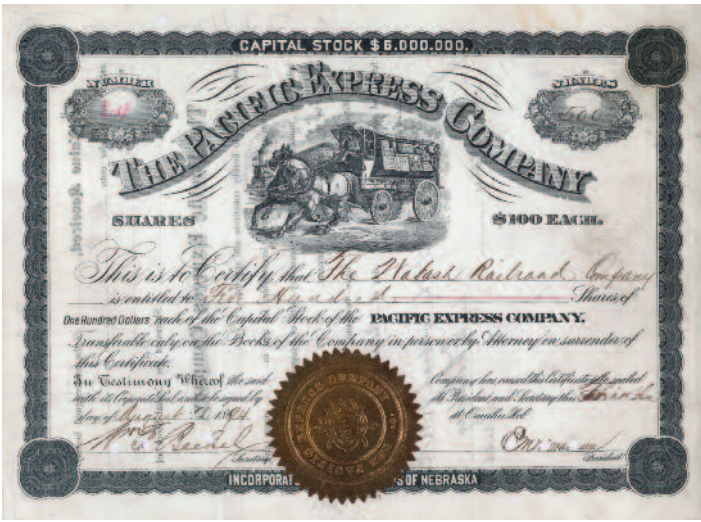 CAPITAL STOCK $6,000,000.
NUMBER
SHARES
500
THE PACIFIC EXPRESS COMPANY
SHARES
$100 EACH.
This is to Certify, that The Wabash Railroad Company
is entitled to Five Hundred Shares of
One Hundred Dollars each of the Capital Stock of the PACIFIC EXPRESS COMPANY,
Transferable only on the Books of the Company in person or by Attorney on surrender of
this Certificate.
In Testimony Whereof the said Company has caused this Certificate to be sealed
with its Corporate Seal and to be signed by its President and Secretary this
day of August A.D. 18 at Omaha Neb.
Secretary
President
INCORPORAT S OF NEBRASKA